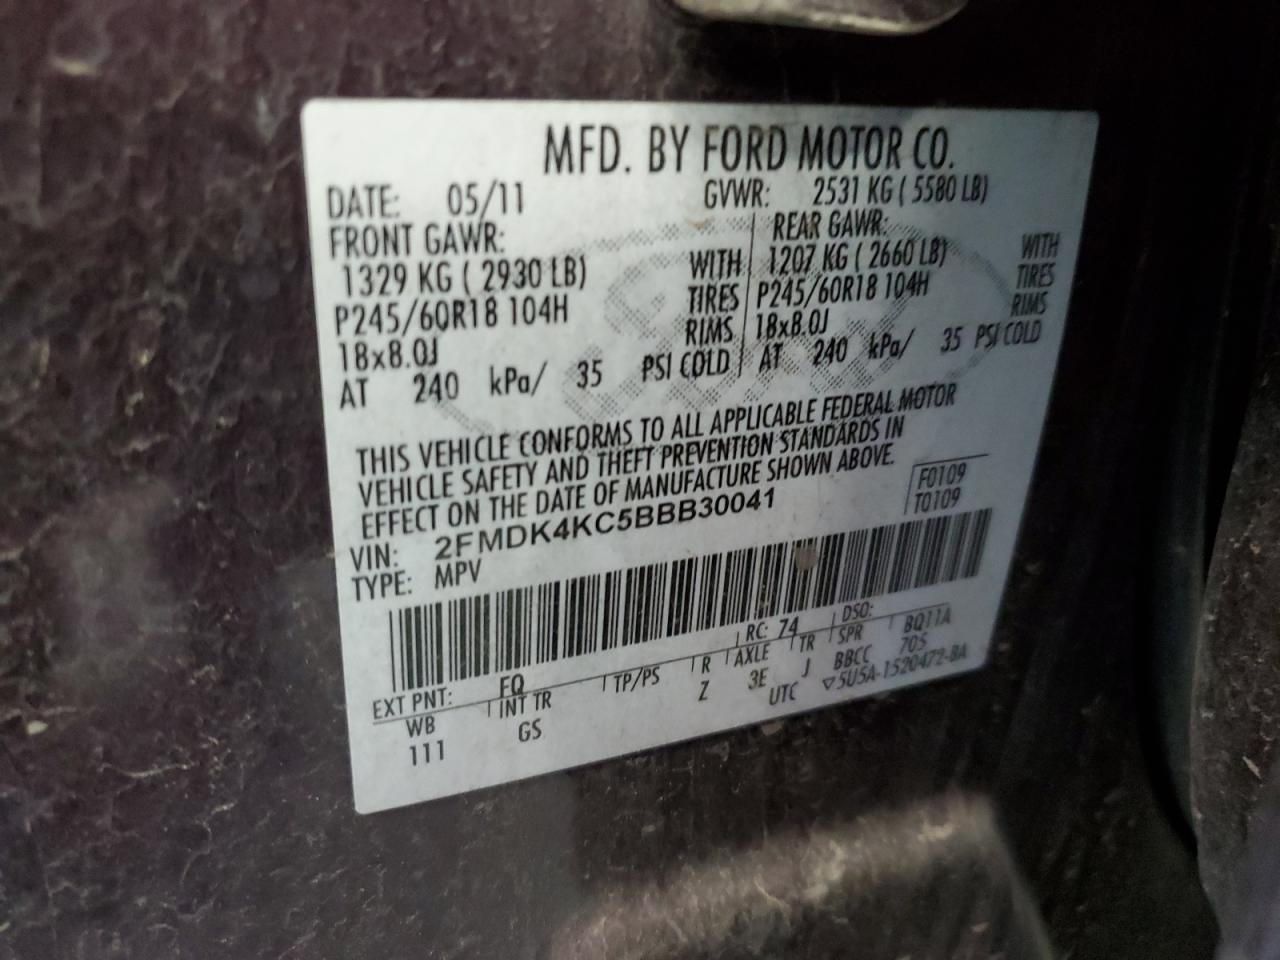 MFD. BY FORD MOTOR CO.
DATE: 05/11 GVWR: 2531 KG ( 5580 LB)
FRONT GAWR: REAR GAWR:
1329 KG ( 2930 LB) WITH 1207 KG ( 2660 LB) WITH
P245/60R18 104H TIRES P245/60R18 104H TIRES
18x8.0J RIMS 18x8.0J RIMS
AT 240 kPa/ 35 PSI COLD AT 240 kPa/ 35 PSI COLD
THIS VEHICLE CONFORMS TO ALL APPLICABLE FEDERAL MOTOR
VEHICLE SAFETY AND THEFT PREVENTION STANDARDS IN
EFFECT ON THE DATE OF MANUFACTURE SHOWN ABOVE.
F0109
T0109
VIN: 2FMDK4KC5BBB30041
TYPE: MPV
EXT PNT: FQ RC: 74 DSO:
WB INT TR TP/PS R AXLE TR SPR BQ11A
111 GS Z 3E J BBCC 705
UTC ▽5U5A-1520472-BA